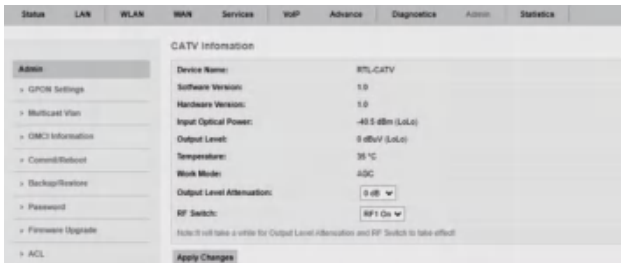 Status LAN WLAN WAN Services VoIP Advance Diagnostics Admin Statistics
CATV Infomation
Admin
> GPON Settings
> Multicast Vlan
> OMCI Information
> Commit/Reboot
> Backup/Restore
> Password
> Firmware Upgrade
> ACL
Device Name: RTL-CATV
Software Version: 1.0
Hardware Version: 1.0
Input Optical Power: -40.5 dBm (LoLo)
Output Level: 0 dBuV (LoLo)
Temperature: 35 °C
Work Mode: AGC
Output Level Attenuation: 0 dB
RF Switch: RF1 On
Note:It will take a while for Output Level Attenuation and RF Switch to take effect!
Apply Changes